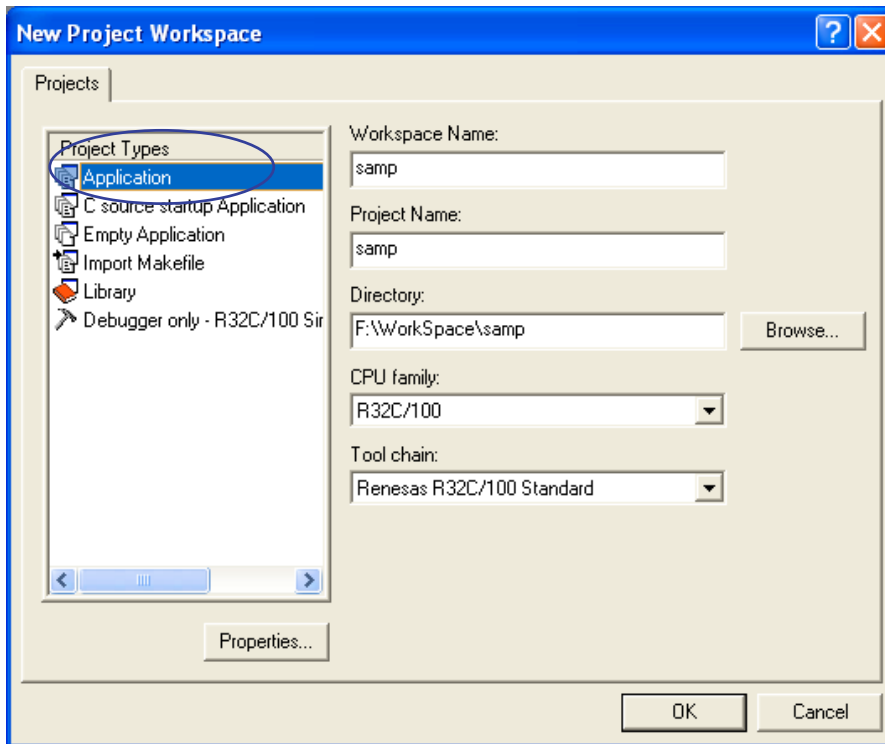 New Project Workspace
Projects
Project Types
Application
C source startup Application
Empty Application
Import Makefile
Library
Debugger only - R32C/100 Sir
Workspace Name:
samp
Project Name:
samp
Directory:
F:\WorkSpace\samp
Browse...
CPU family:
R32C/100
Tool chain:
Renesas R32C/100 Standard
Properties...
OK
Cancel